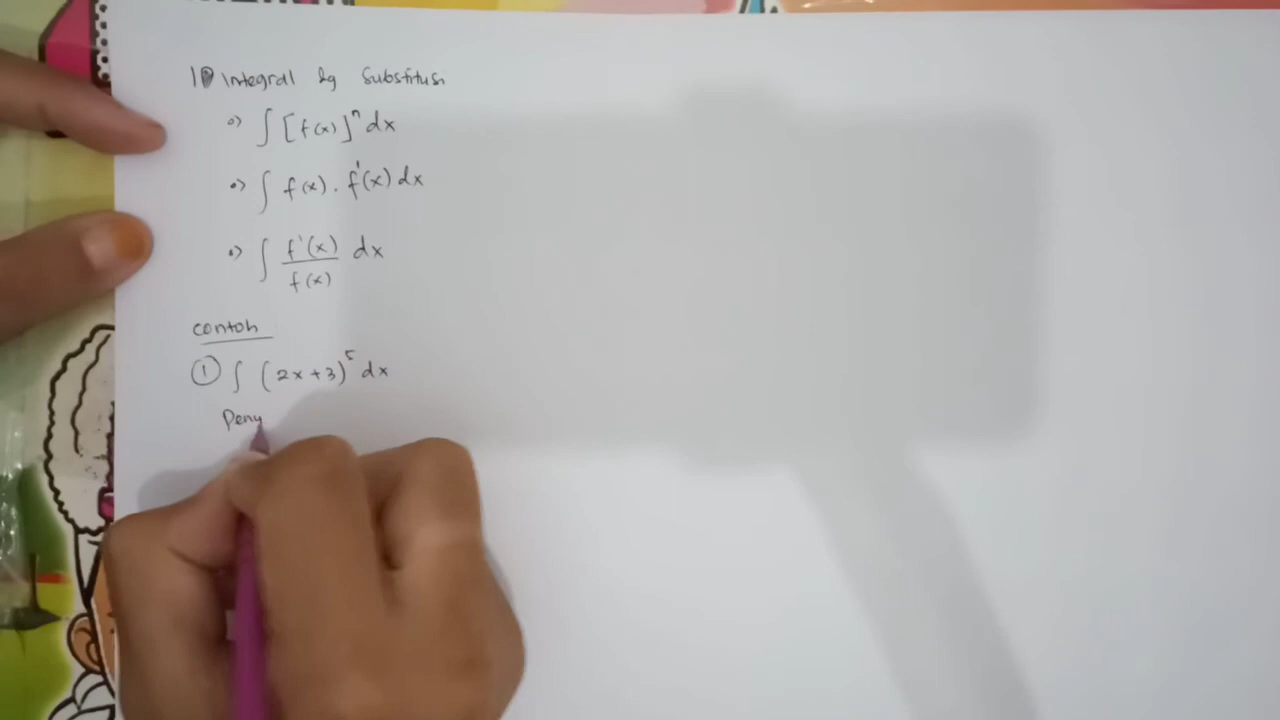 1) Integral dg Substitusi
∫ [f(x)]ⁿ dx
∫ f(x) . f'(x) dx
∫ f'(x)/f(x) dx
Contoh
① ∫ (2x+3)⁵ dx
Peny